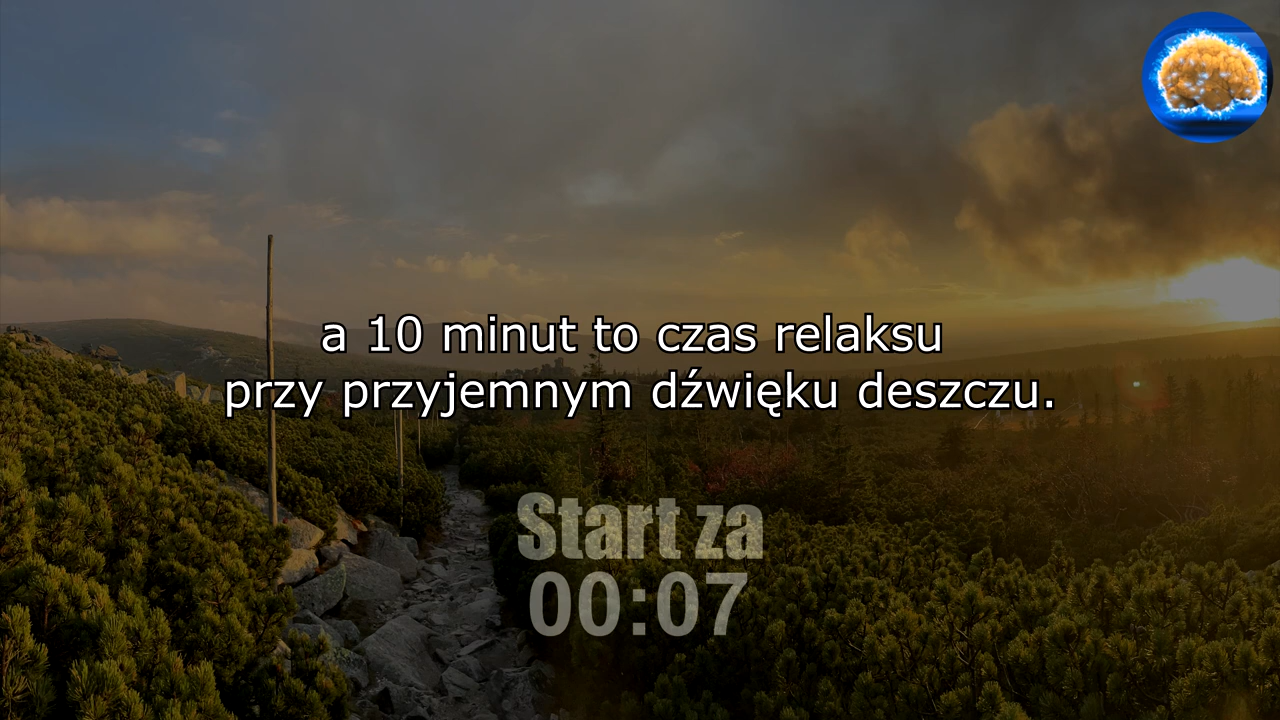 a 10 minut to czas relaksu
przy przyjemnym dźwięku deszczu.
Start za
00:07